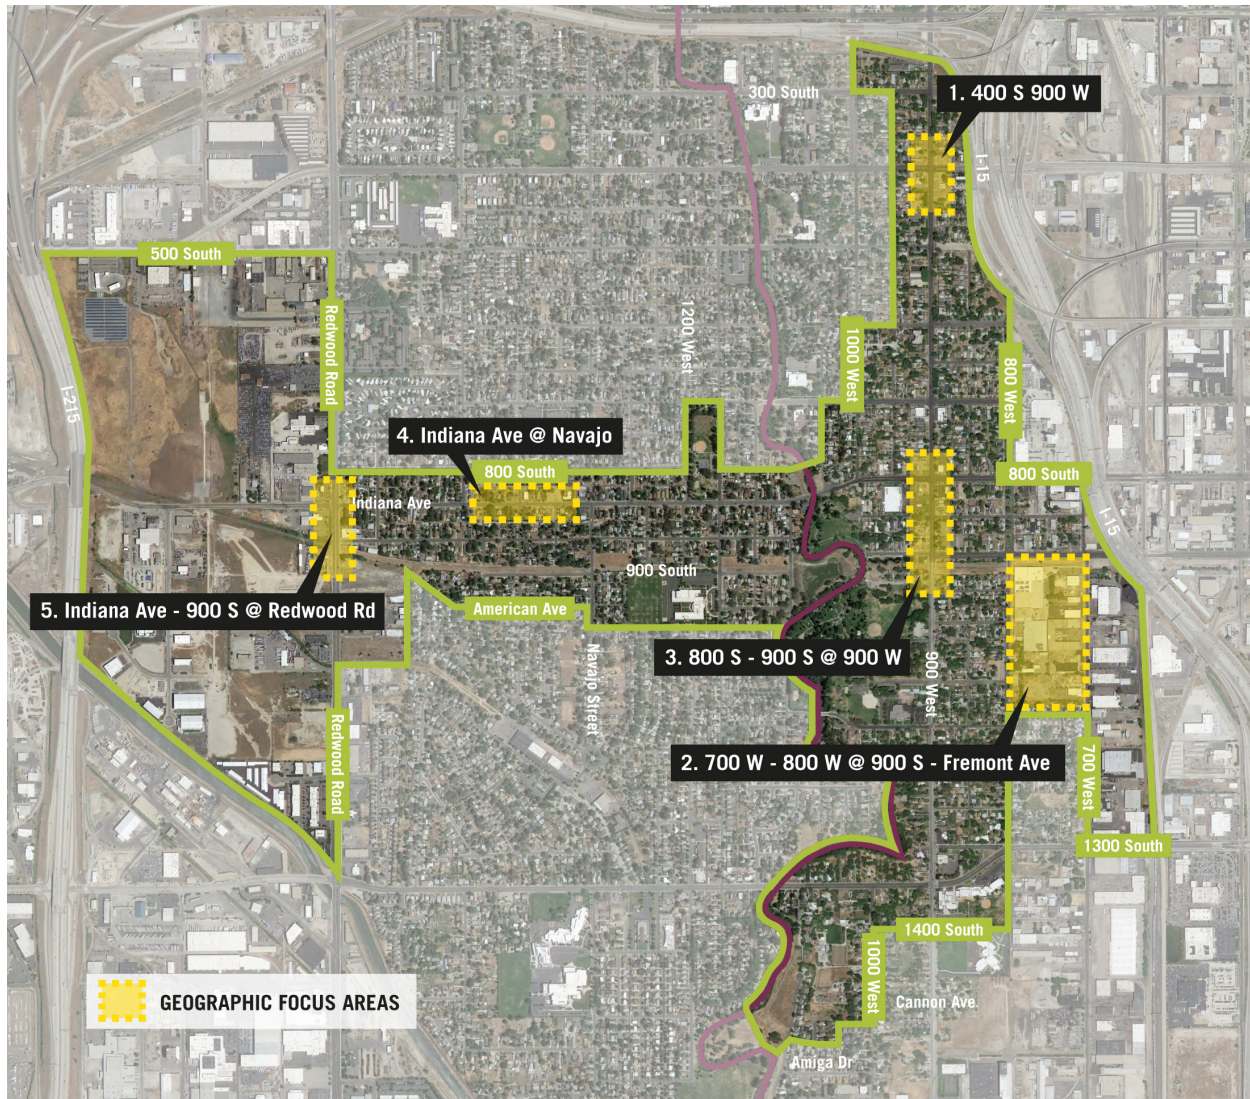 300 South
1. 400 S 900 W
I-15
500 South
Redwood Road
1200 West
1000 West
800 West
I-215
4. Indiana Ave @ Navajo
800 South
800 South
Indiana Ave
I-15
900 South
5. Indiana Ave - 900 S @ Redwood Rd
American Ave
Navajo Street
3. 800 S - 900 S @ 900 W
900 West
Redwood Road
2. 700 W - 800 W @ 900 S - Fremont Ave
700 West
1300 South
1400 South
1000 West
Cannon Ave.
Amiga Dr
GEOGRAPHIC FOCUS AREAS